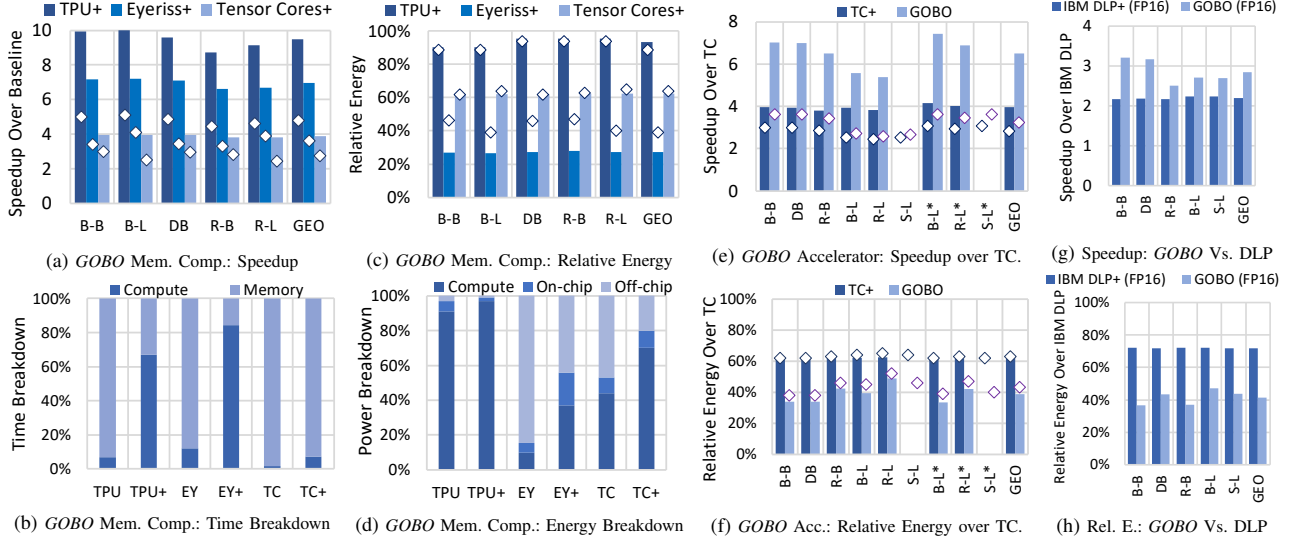 TPU+ Eyeriss+ Tensor Cores+
Speedup Over Baseline
10
8
6
4
2
0
B-B B-L DB R-B R-L GEO
(a) GOBO Mem. Comp.: Speedup
Compute Memory
Time Breakdown
100%
80%
60%
40%
20%
0%
TPU TPU+ EY EY+ TC TC+
(b) GOBO Mem. Comp.: Time Breakdown
TPU+ Eyeriss+ Tensor Cores+
Relative Energy
100%
80%
60%
40%
20%
0%
B-B B-L DB R-B R-L GEO
(c) GOBO Mem. Comp.: Relative Energy
Compute On-chip Off-chip
Power Breakdown
100%
80%
60%
40%
20%
0%
TPU TPU+ EY EY+ TC TC+
(d) GOBO Mem. Comp.: Energy Breakdown
TC+ GOBO
Speedup Over TC
8
6
4
2
0
B-B DB R-B B-L R-L S-L B-L* R-L* S-L* GEO
(e) GOBO Accelerator: Speedup over TC.
TC+ GOBO
Relative Energy Over TC
100%
80%
60%
40%
20%
0%
B-B DB R-B B-L R-L S-L B-L* R-L* S-L* GEO
(f) GOBO Acc.: Relative Energy over TC.
IBM DLP+ (FP16) GOBO (FP16)
Speedup Over IBM DLP
5
4
3
2
1
0
B-B DB R-B B-L S-L GEO
(g) Speedup: GOBO Vs. DLP
IBM DLP+ (FP16) GOBO (FP16)
Relative Energy Over IBM DLP
100%
80%
60%
40%
20%
0%
B-B DB R-B B-L S-L GEO
(h) Rel. E.: GOBO Vs. DLP